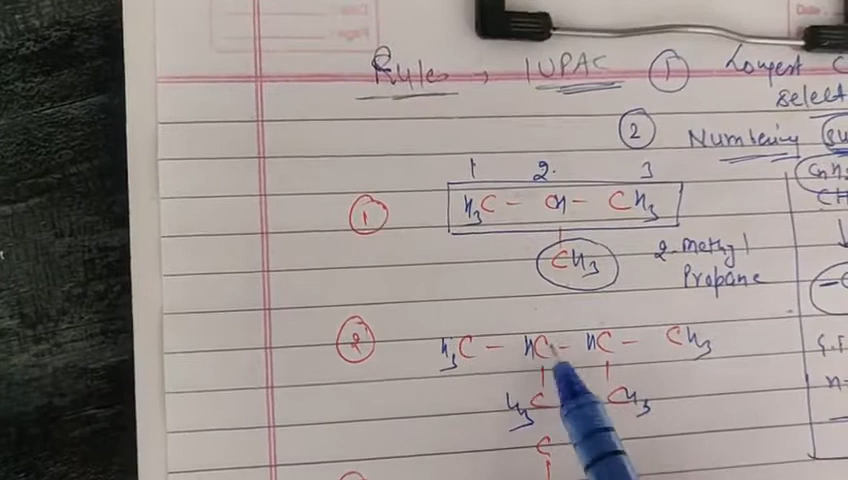 Rules, IUPAC ① Longest C
select
② Numbering
1 2. 3
① H₃C - CH - CH₃
CH₃ 2-Methyl
Propane
② H₃C - HC - HC - CH₃
H₃C CH₃
C